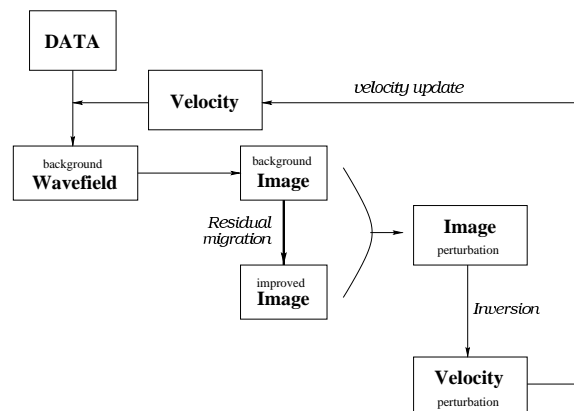 DATA
Velocity
velocity update
background
Wavefield
background
Image
Residual
migration
improved
Image
Image
perturbation
Inversion
Velocity
perturbation